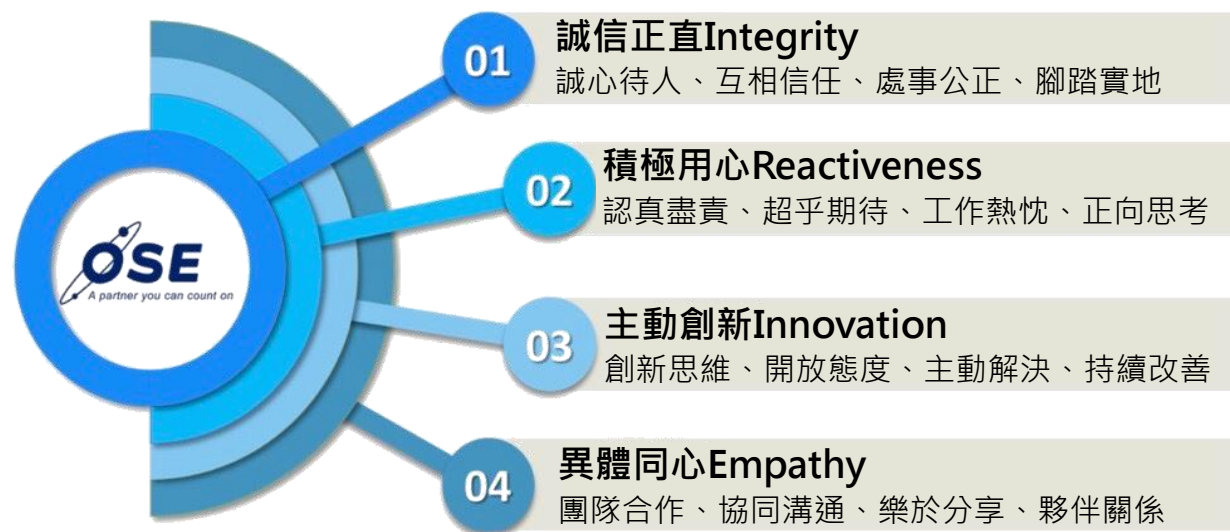 OSE
A partner you can count on
01
誠信正直Integrity
誠心待人、互相信任、處事公正、腳踏實地
02
積極用心Reactiveness
認真盡責、超乎期待、工作熱忱、正向思考
03
主動創新Innovation
創新思維、開放態度、主動解決、持續改善
04
異體同心Empathy
團隊合作、協同溝通、樂於分享、夥伴關係